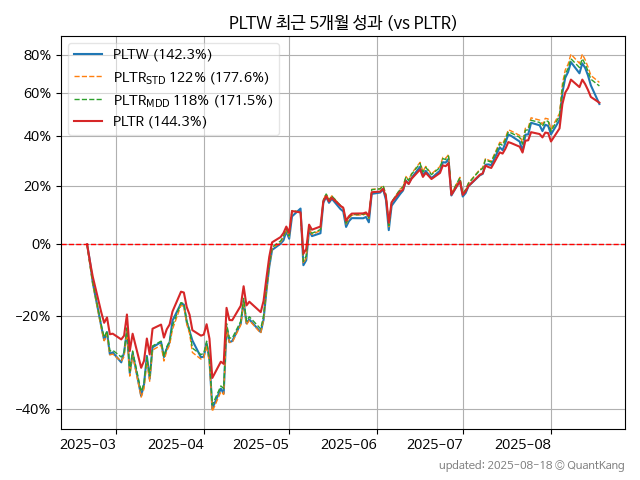 PLTW 최근 5개월 성과 (vs PLTR)
PLTW (142.3%)
PLTR_STD 122% (177.6%)
PLTR_MDD 118% (171.5%)
PLTR (144.3%)
80%
60%
40%
20%
0%
−20%
−40%
2025-03
2025-04
2025-05
2025-06
2025-07
2025-08
updated: 2025-08-18 © QuantKang